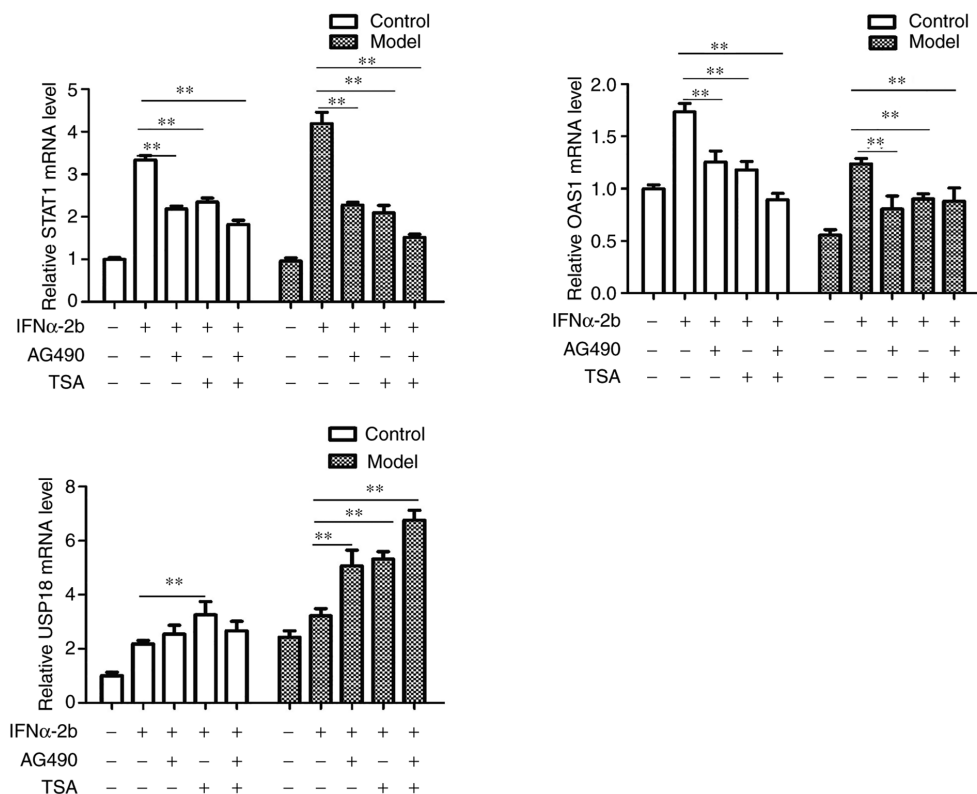 Control
Model
Relative STAT1 mRNA level
5
4
3
2
1
0
** ** ** ** ** **
IFNα-2b – + + + + – + + + +
AG490 – – + – + – – + – +
TSA – – – + + – – – + +
Control
Model
Relative OAS1 mRNA level
2.0
1.5
1.0
0.5
0.0
** ** ** ** ** **
IFNα-2b – + + + + – + + + +
AG490 – – + – + – – + – +
TSA – – – + + – – – + +
Control
Model
Relative USP18 mRNA level
8
6
4
2
0
** ** ** **
IFNα-2b – + + + + – + + + +
AG490 – – + – + – – + – +
TSA – – – + + – – – + +